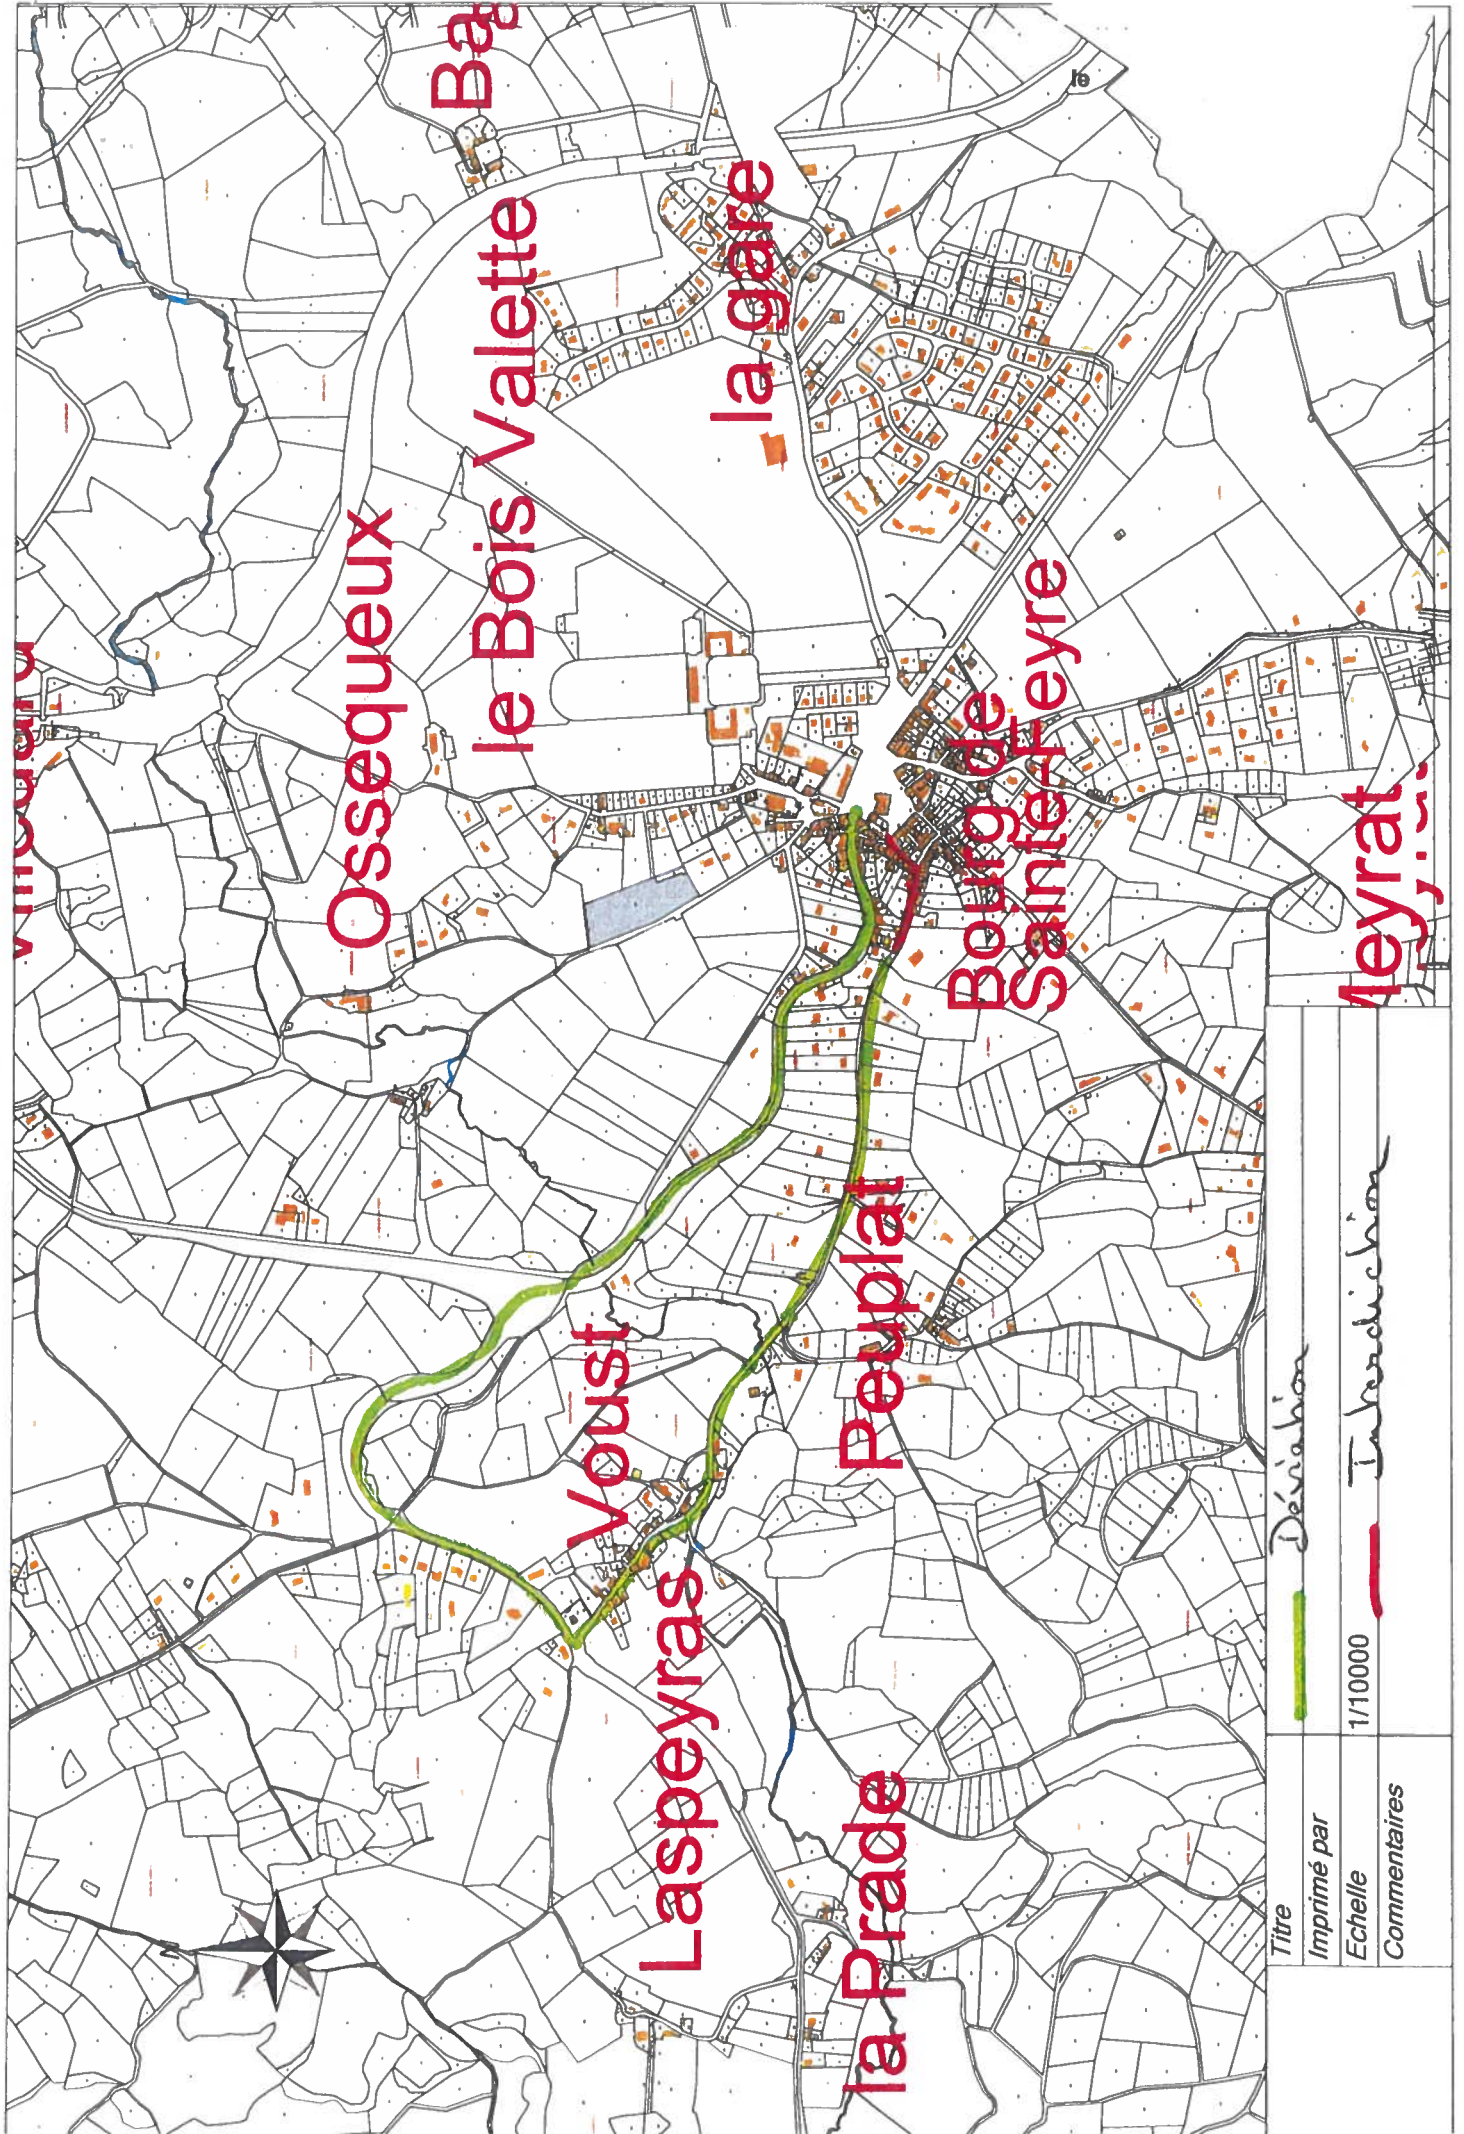 Ossequeux
le Bois Valette
la gare
Bourg de
Sainte-Feyre
Voust
Peuplat
Laspeyras
la Prade
le
N
Titre
Déviation
Imprimé par
Echelle 1/10000
Commentaires
Interdiction